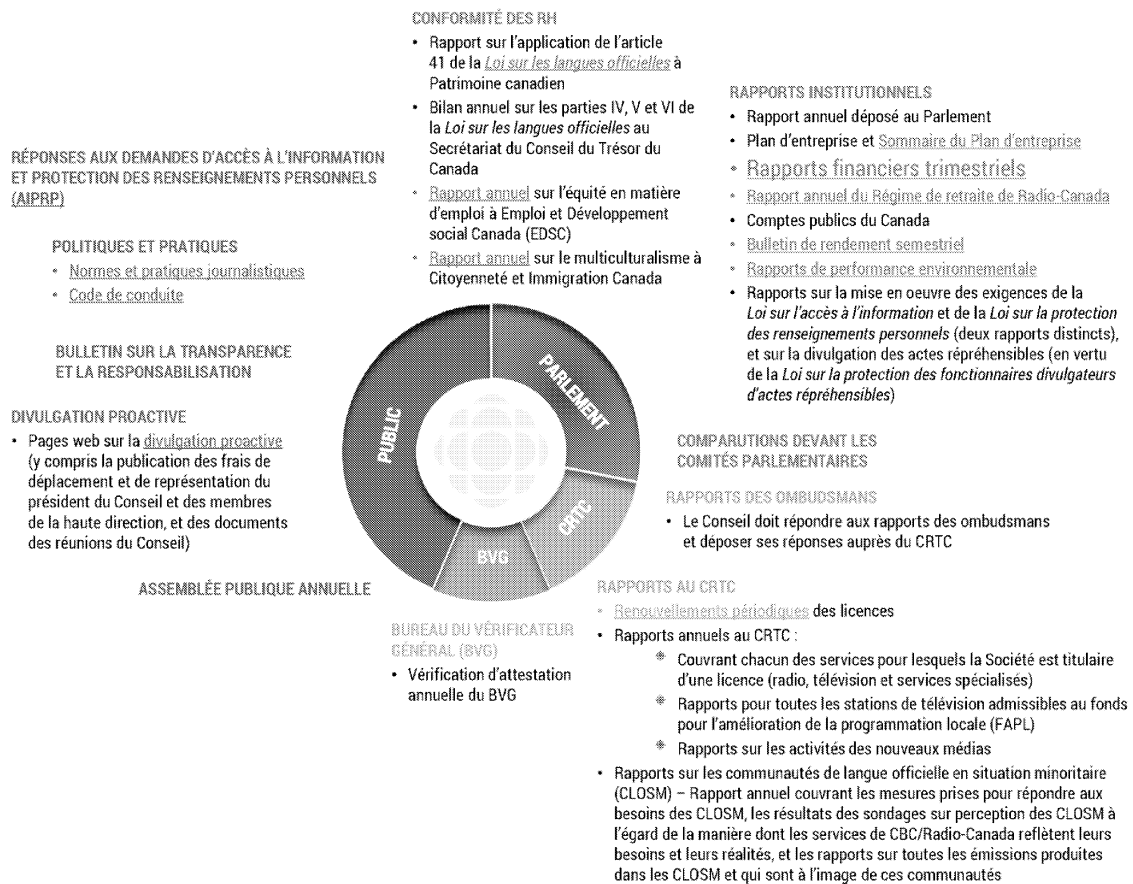 CONFORMITÉ DES RH
• Rapport sur l'application de l'article
41 de la Loi sur les langues officielles à
Patrimoine canadien
• Bilan annuel sur les parties IV, V et VI de
la Loi sur les langues officielles au
Secrétariat du Conseil du Trésor du
Canada
• Rapport annuel sur l'équité en matière
d'emploi à Emploi et Développement
social Canada (EDSC)
• Rapport annuel sur le multiculturalisme à
Citoyenneté et Immigration Canada
RAPPORTS INSTITUTIONNELS
• Rapport annuel déposé au Parlement
• Plan d'entreprise et Sommaire du Plan d'entreprise
• Rapports financiers trimestriels
• Rapport annuel du Régime de retraite de Radio-Canada
• Comptes publics du Canada
• Bulletin de rendement semestriel
• Rapports de performance environnementale
• Rapports sur la mise en oeuvre des exigences de la
Loi sur l'accès à l'information et de la Loi sur la protection
des renseignements personnels (deux rapports distincts),
et sur la divulgation des actes répréhensibles (en vertu
de la Loi sur la protection des fonctionnaires divulgateurs
d'actes répréhensibles)
RÉPONSES AUX DEMANDES D'ACCÈS À L'INFORMATION
ET PROTECTION DES RENSEIGNEMENTS PERSONNELS
(AIPRP)
POLITIQUES ET PRATIQUES
• Normes et pratiques journalistiques
• Code de conduite
BULLETIN SUR LA TRANSPARENCE
ET LA RESPONSABILISATION
DIVULGATION PROACTIVE
• Pages web sur la divulgation proactive
(y compris la publication des frais de
déplacement et de représentation du
président du Conseil et des membres
de la haute direction, et des documents
des réunions du Conseil)
ASSEMBLÉE PUBLIQUE ANNUELLE
PUBLIC
PARLEMENT
CRTC
BVG
COMPARUTIONS DEVANT LES
COMITÉS PARLEMENTAIRES
RAPPORTS DES OMBUDSMANS
• Le Conseil doit répondre aux rapports des ombudsmans
et déposer ses réponses auprès du CRTC
BUREAU DU VÉRIFICATEUR
GÉNÉRAL (BVG)
• Vérification d'attestation
annuelle du BVG
RAPPORTS AU CRTC
• Renouvellements périodiques des licences
• Rapports annuels au CRTC :
Couvrant chacun des services pour lesquels la Société est titulaire
d'une licence (radio, télévision et services spécialisés)
Rapports pour toutes les stations de télévision admissibles au fonds
pour l'amélioration de la programmation locale (FAPL)
Rapports sur les activités des nouveaux médias
• Rapports sur les communautés de langue officielle en situation minoritaire
(CLOSM) – Rapport annuel couvrant les mesures prises pour répondre aux
besoins des CLOSM, les résultats des sondages sur perception des CLOSM à
l'égard de la manière dont les services de CBC/Radio-Canada reflètent leurs
besoins et leurs réalités, et les rapports sur toutes les émissions produites
dans les CLOSM et qui sont à l'image de ces communautés